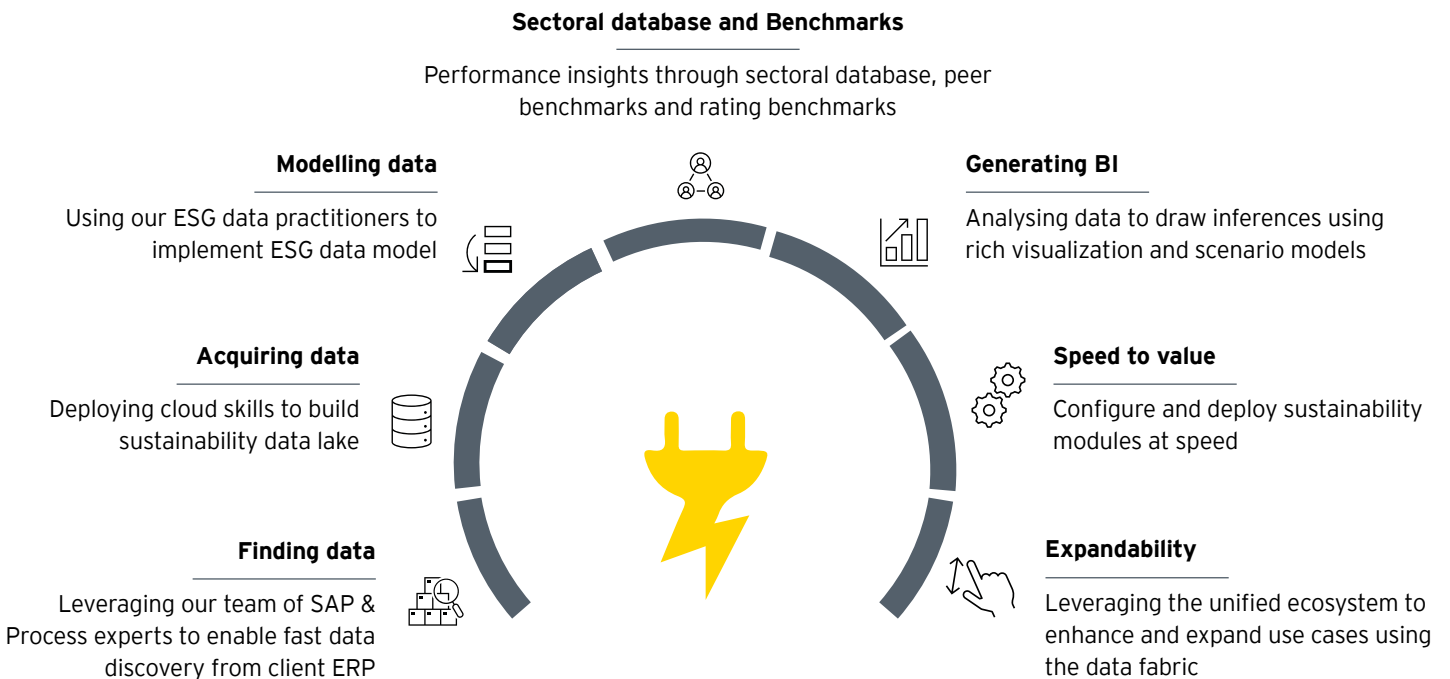 Sectoral database and Benchmarks
Performance insights through sectoral database, peer
benchmarks and rating benchmarks
Modelling data
Using our ESG data practitioners to
implement ESG data model
Generating BI
Analysing data to draw inferences using
rich visualization and scenario models
Acquiring data
Deploying cloud skills to build
sustainability data lake
Speed to value
Configure and deploy sustainability
modules at speed
Finding data
Leveraging our team of SAP &
Process experts to enable fast data
discovery from client ERP
Expandability
Leveraging the unified ecosystem to
enhance and expand use cases using
the data fabric